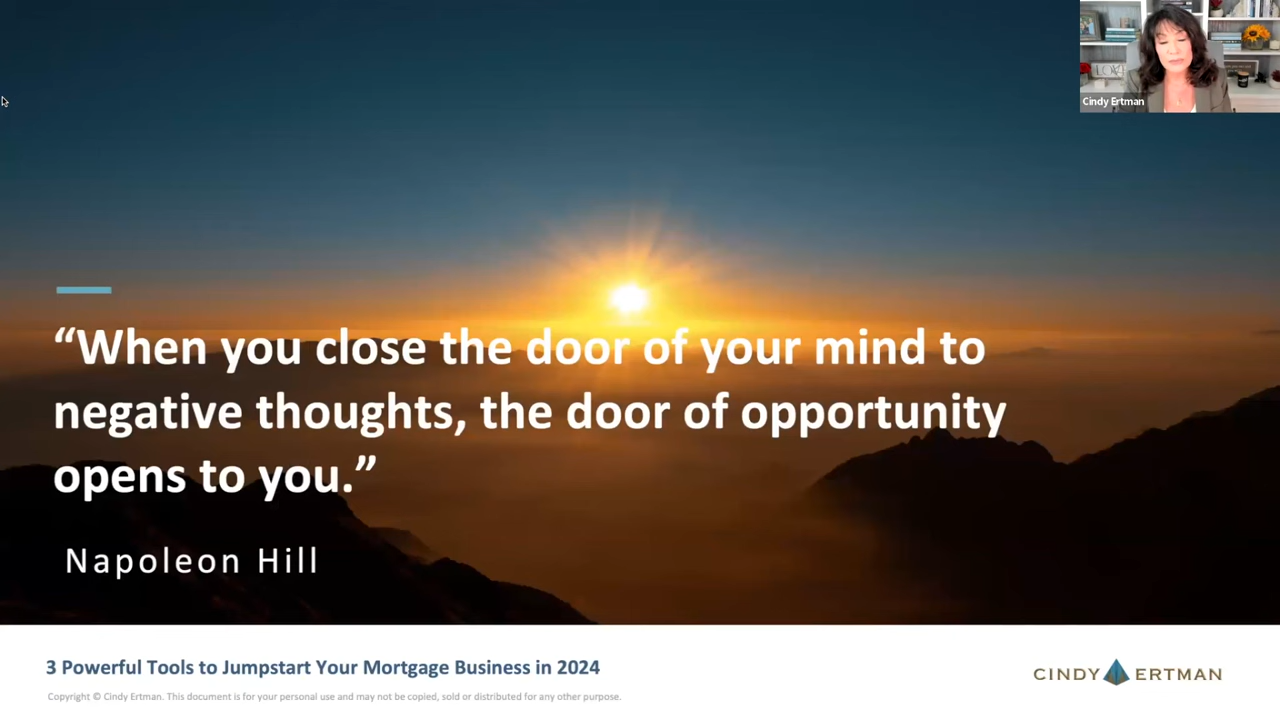 LOVE
Cindy Ertman
“When you close the door of your mind to
negative thoughts, the door of opportunity
opens to you.”
Napoleon Hill
3 Powerful Tools to Jumpstart Your Mortgage Business in 2024
Copyright © Cindy Ertman. This document is for your personal use and may not be copied, sold or distributed for any other purpose.
CINDY ERTMAN